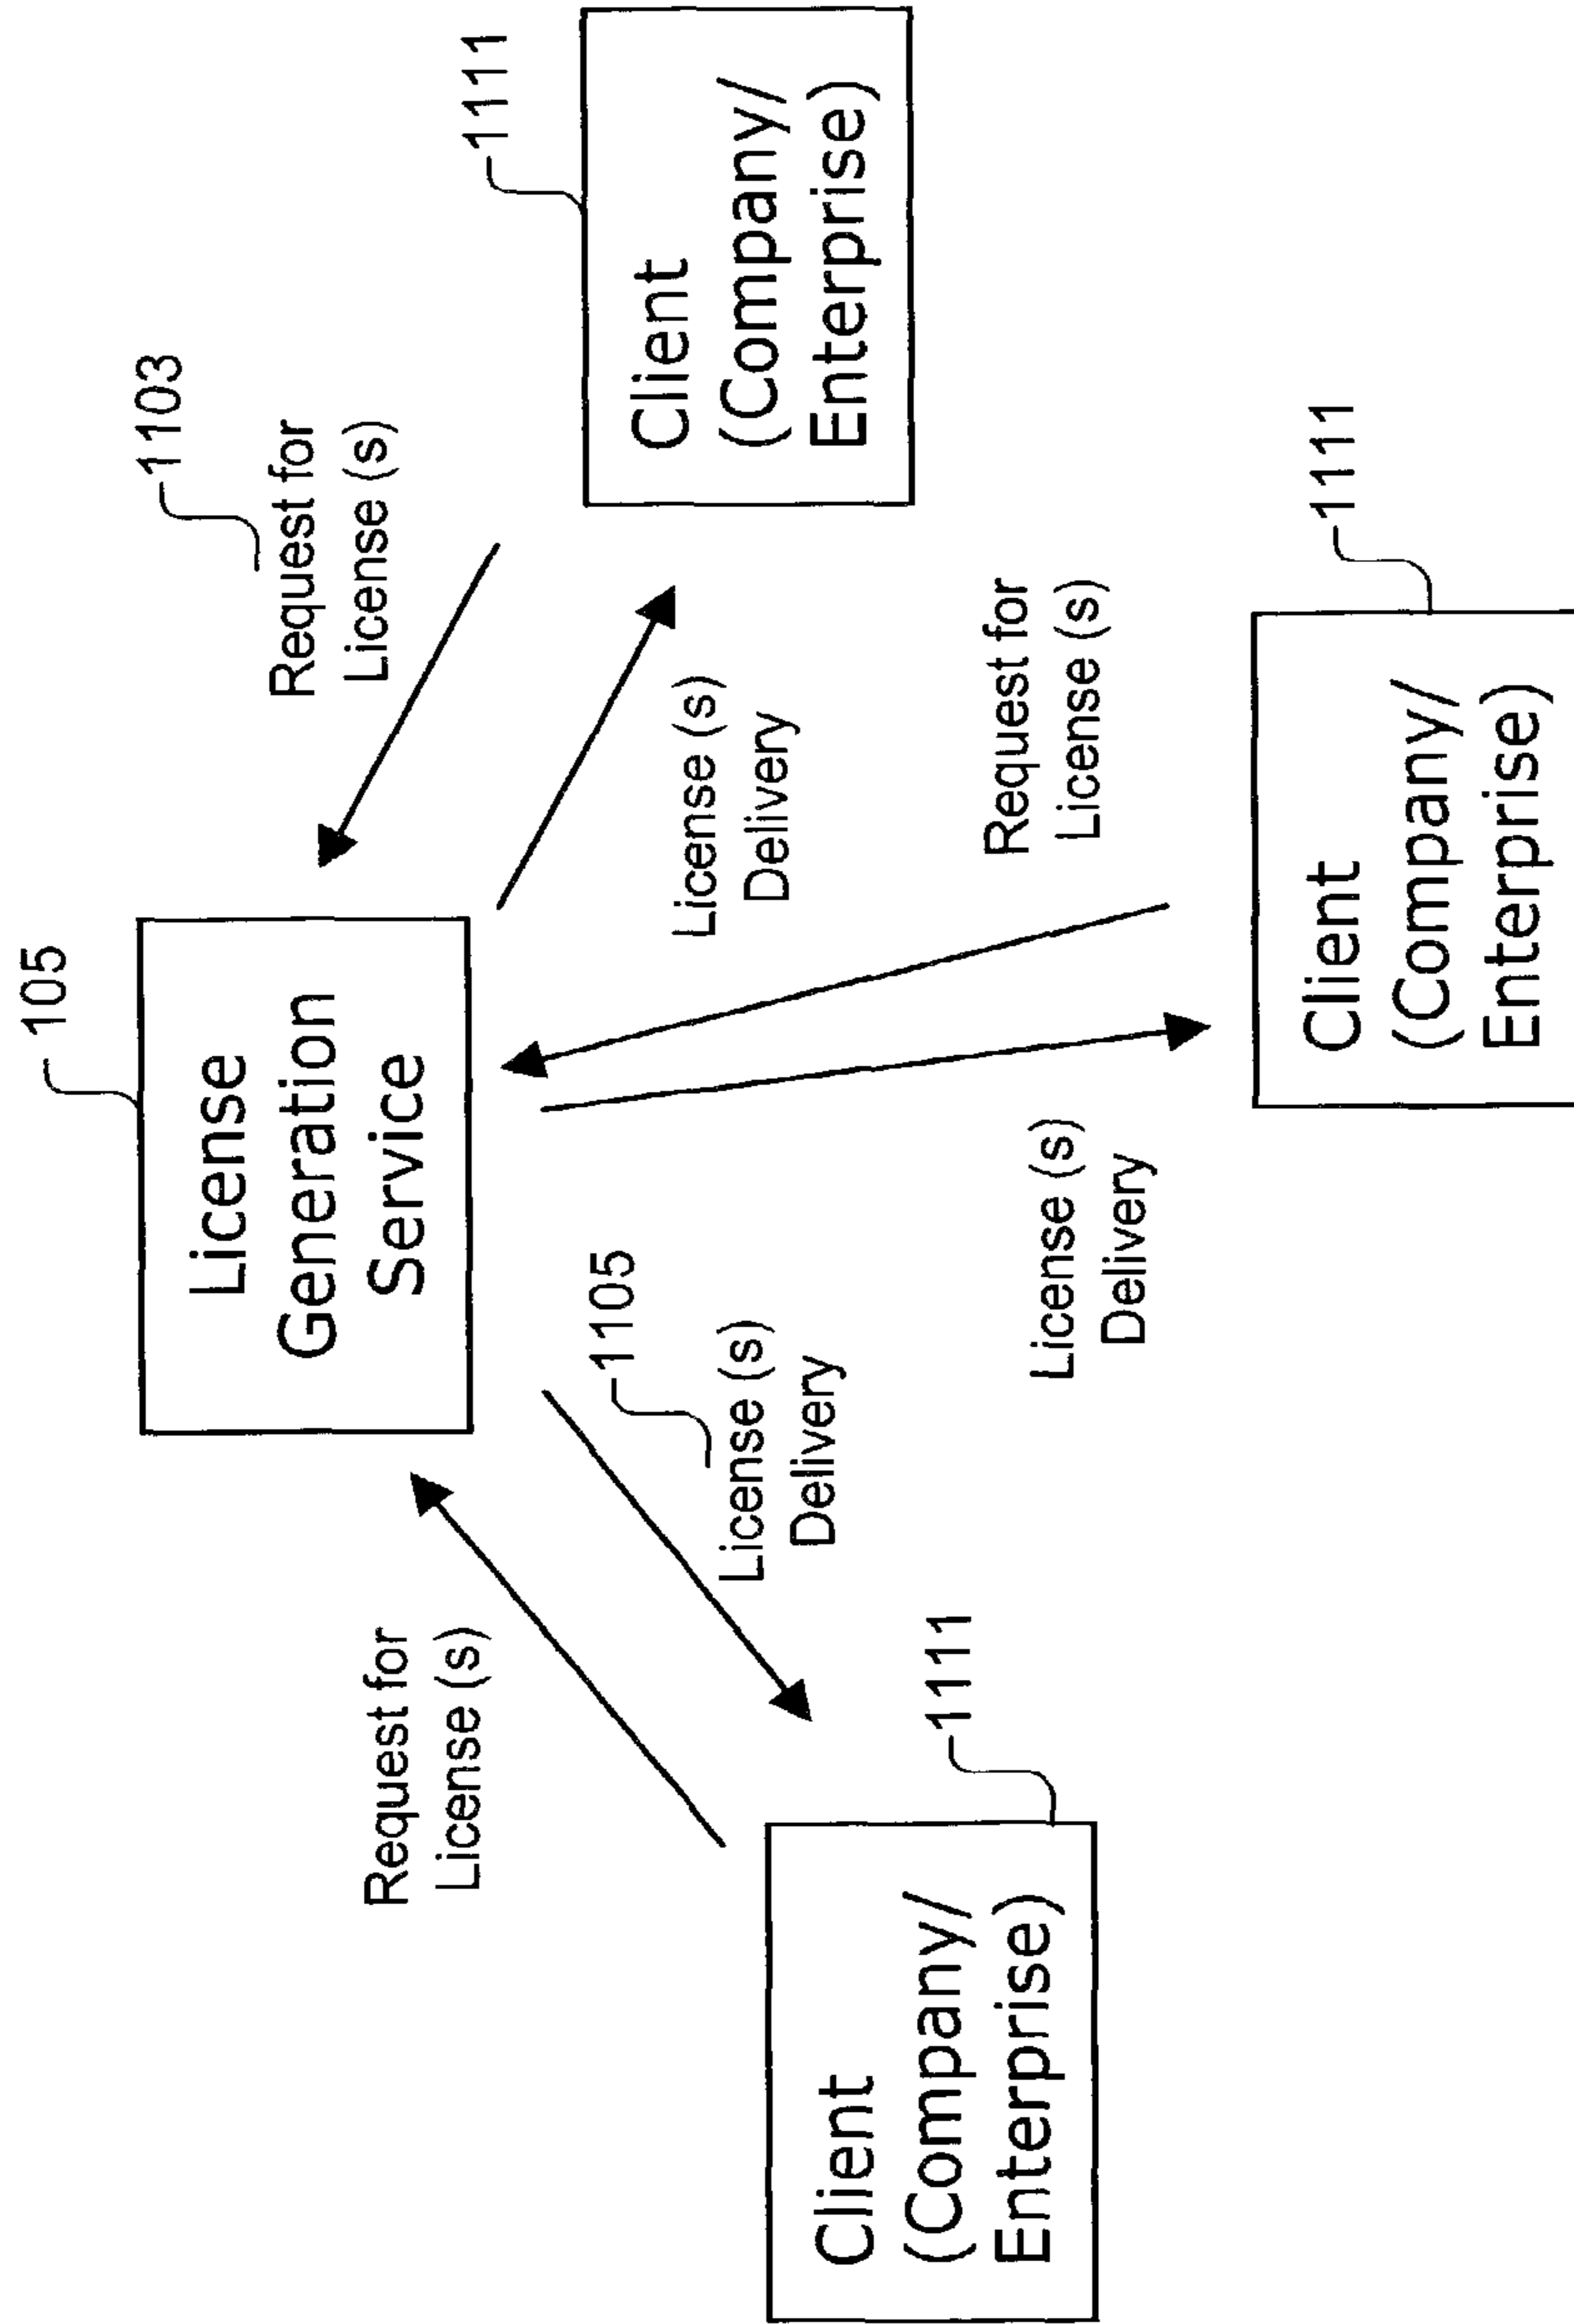 105
License
Generation
Service
1103
Request for
License (s)
Request for
License (s)
1105
License (s)
Delivery
License (s)
Delivery
1111
Client
(Company/
Enterprise)
1111
Client
(Company/
Enterprise)
Request for
License (s)
License (s)
Delivery
1111
Client
(Company/
Enterprise)